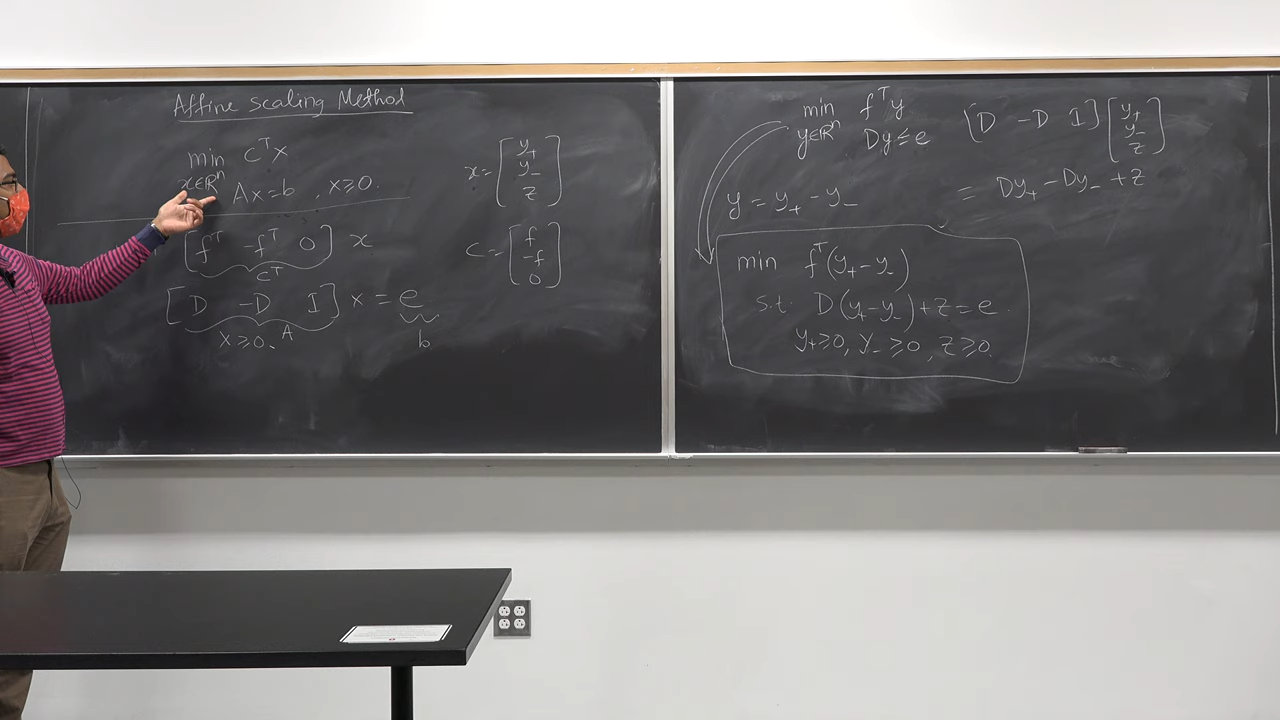 Affine scaling Method
min cᵀx
x∈ℝⁿ Ax=b , x≥0.
[fᵀ -fᵀ 0] x
cᵀ
[D -D I] x = e
x≥0, A
b
x = [y₊ y₋ z]
c = [f -f 0]
min fᵀy
y∈ℝⁿ Dy≤e
[D -D I] [y₊ y₋ z]
= Dy₊ - Dy₋ + z
y = y₊ - y₋
min fᵀ(y₊-y₋)
s.t. D(y₊-y₋)+z=e.
y₊≥0, y₋≥0, z≥0.